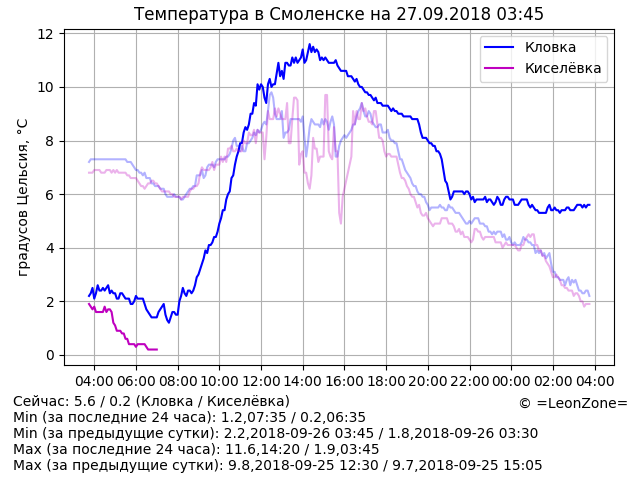 Температура в Смоленске на 27.09.2018 03:45
Кловка
Киселёвка
градусов Цельсия, °C
12
10
8
6
4
2
0
04:00 06:00 08:00 10:00 12:00 14:00 16:00 18:00 20:00 22:00 00:00 02:00 04:00
Сейчас: 5.6 / 0.2 (Кловка / Киселёвка)
© =LeonZone=
Min (за последние 24 часа): 1.2,07:35 / 0.2,06:35
Min (за предыдущие сутки): 2.2,2018-09-26 03:45 / 1.8,2018-09-26 03:30
Max (за последние 24 часа): 11.6,14:20 / 1.9,03:45
Max (за предыдущие сутки): 9.8,2018-09-25 12:30 / 9.7,2018-09-25 15:05